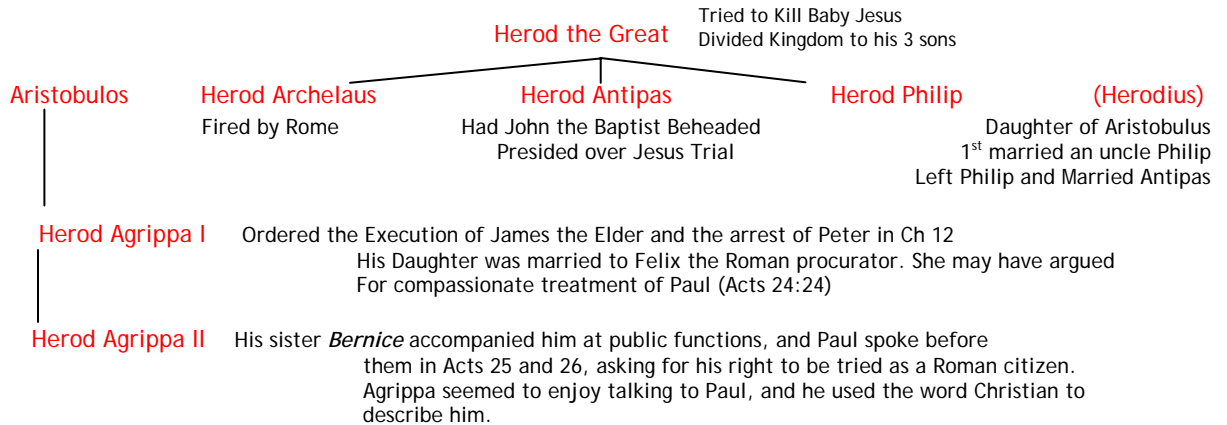 Herod the Great
Tried to Kill Baby Jesus
Divided Kingdom to his 3 sons
Aristobulos
Herod Archelaus
Fired by Rome
Herod Antipas
Had John the Baptist Beheaded
Presided over Jesus Trial
Herod Philip
(Herodius)
Daughter of Aristobulus
1st married an uncle Philip
Left Philip and Married Antipas
Herod Agrippa I Ordered the Execution of James the Elder and the arrest of Peter in Ch 12
His Daughter was married to Felix the Roman procurator. She may have argued
For compassionate treatment of Paul (Acts 24:24)
Herod Agrippa II His sister Bernice accompanied him at public functions, and Paul spoke before
them in Acts 25 and 26, asking for his right to be tried as a Roman citizen.
Agrippa seemed to enjoy talking to Paul, and he used the word Christian to
describe him.